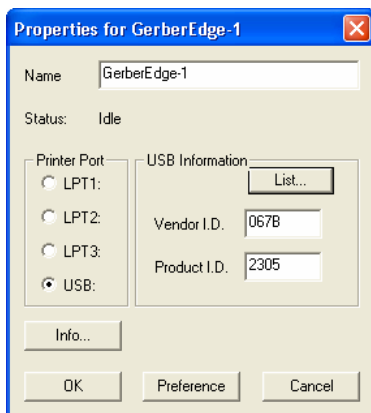 Properties for GerberEdge-1
Name GerberEdge-1
Status: Idle
Printer Port
LPT1:
LPT2:
LPT3:
USB:
USB Information
List...
Vendor I.D. 067B
Product I.D. 2305
Info...
OK Preference Cancel